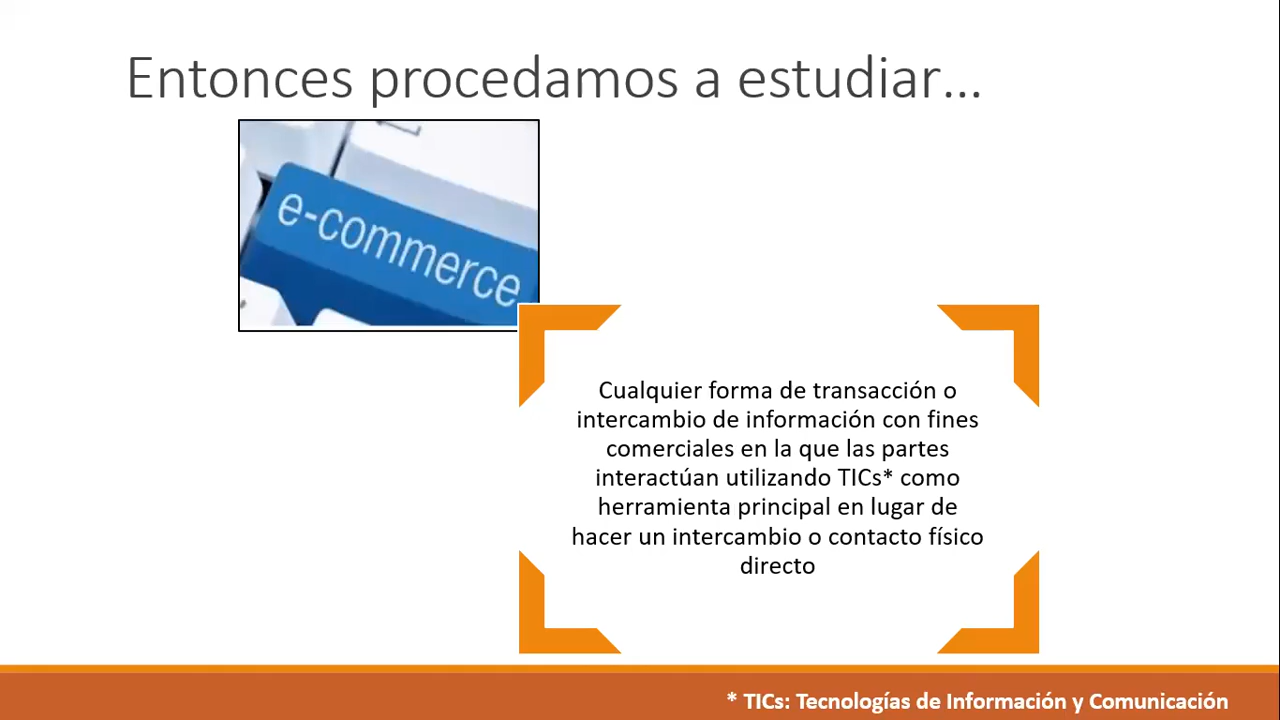 Entonces procedamos a estudiar...
e-commerce
Cualquier forma de transacción o
intercambio de información con fines
comerciales en la que las partes
interactúan utilizando TICs* como
herramienta principal en lugar de
hacer un intercambio o contacto físico
directo
* TICs: Tecnologías de Información y Comunicación